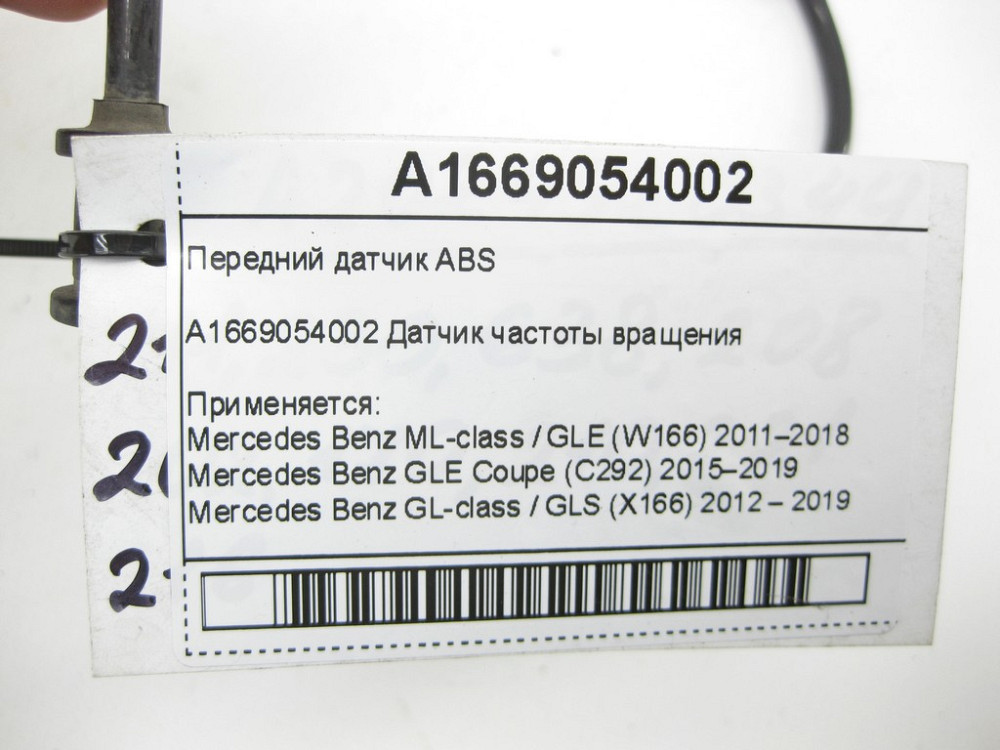 A1669054002
Передний датчик ABS
A1669054002 Датчик частоты вращения
Применяется:
Mercedes Benz ML-class / GLE (W166) 2011–2018
Mercedes Benz GLE Coupe (C292) 2015–2019
Mercedes Benz GL-class / GLS (X166) 2012 – 2019